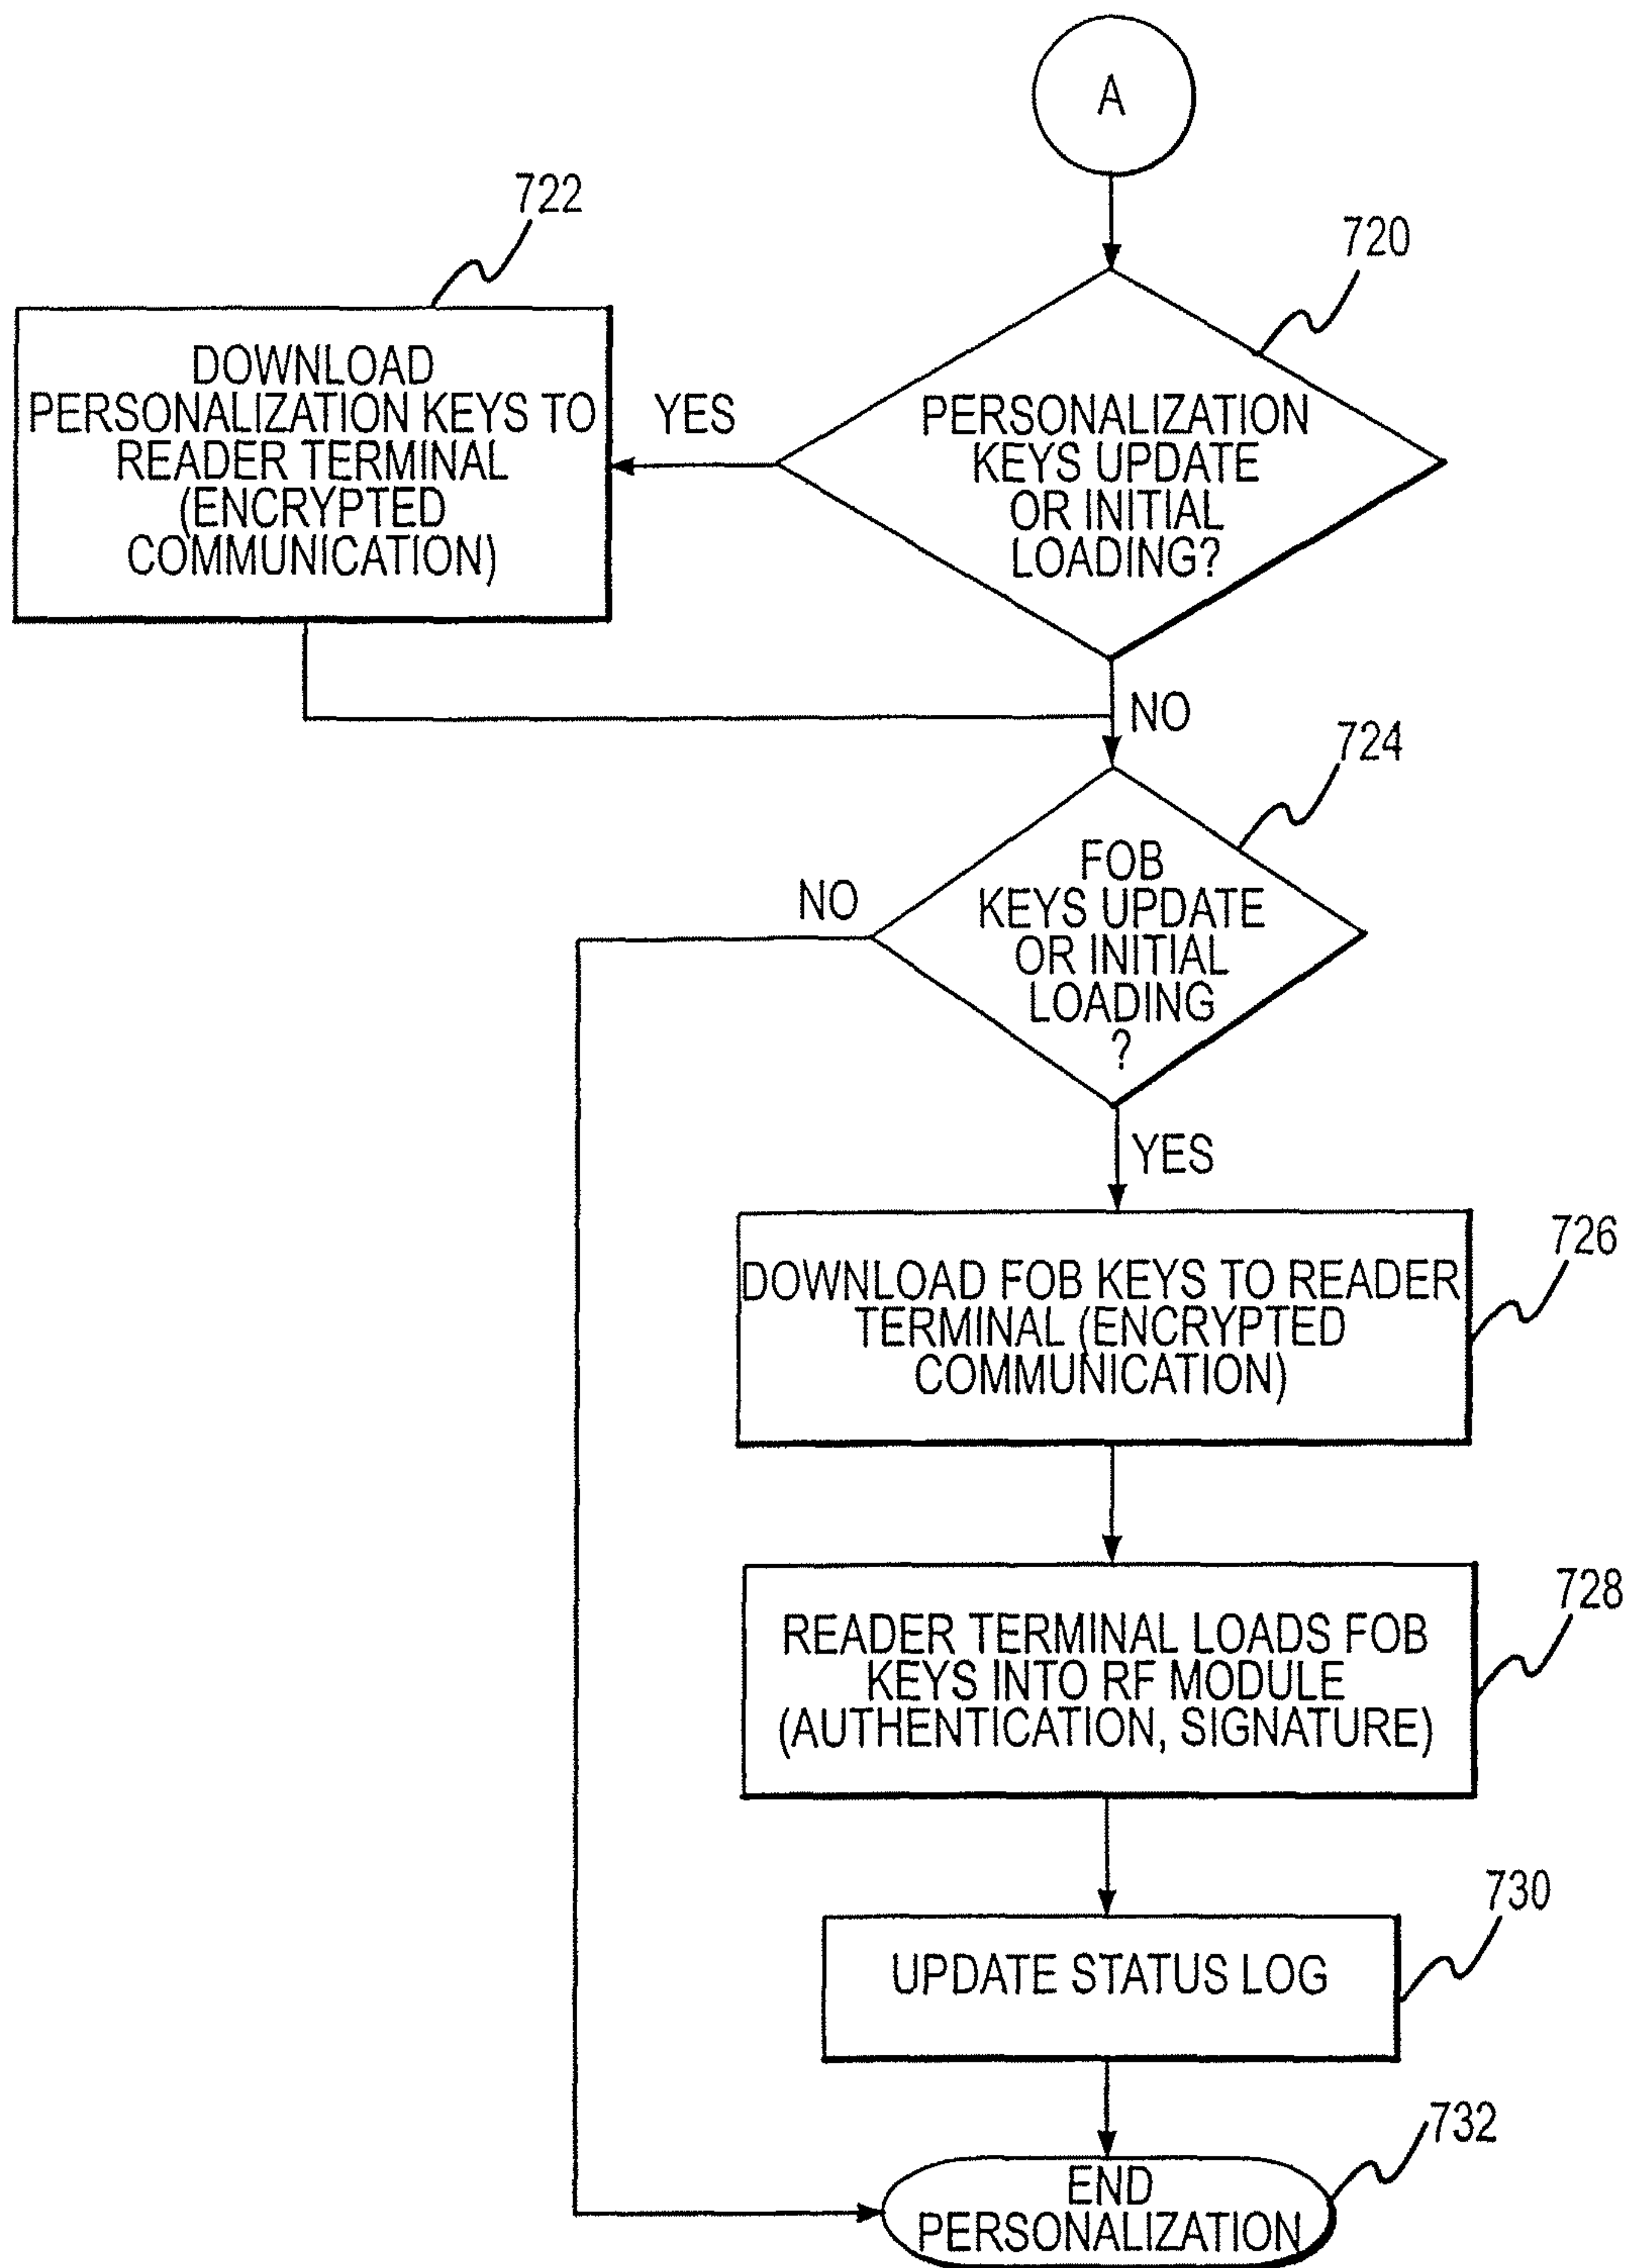 A
720
722
PERSONALIZATION
KEYS UPDATE
OR INITIAL
LOADING?
YES
DOWNLOAD
PERSONALIZATION KEYS TO
READER TERMINAL
(ENCRYPTED
COMMUNICATION)
NO
724
FOB
KEYS UPDATE
OR INITIAL
LOADING
?
NO
YES
726
DOWNLOAD FOB KEYS TO READER
TERMINAL (ENCRYPTED
COMMUNICATION)
728
READER TERMINAL LOADS FOB
KEYS INTO RF MODULE
(AUTHENTICATION, SIGNATURE)
730
UPDATE STATUS LOG
732
END
PERSONALIZATION